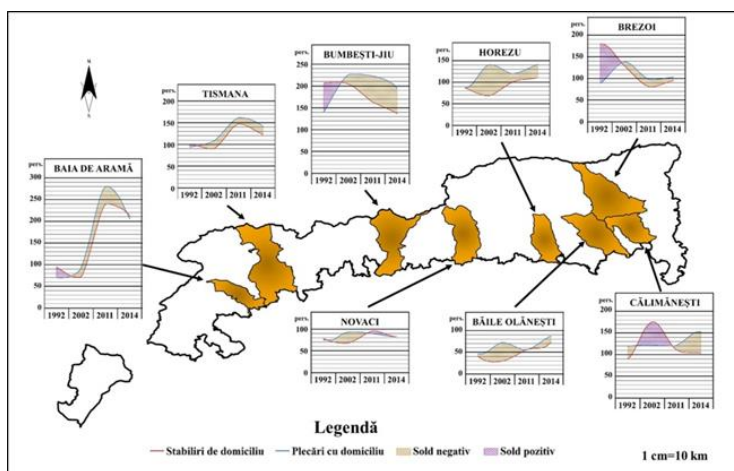 N
S
BAIA DE ARAMĂ
pers.
300
250
200
150
100
50
0
1992 2002 2011 2014
TISMANA
pers.
200
150
100
50
0
1992 2002 2011 2014
BUMBEȘTI-JIU
pers.
250
200
150
100
50
0
1992 2002 2011 2014
HOREZU
pers.
150
100
50
0
1992 2002 2011 2014
BREZOI
pers.
200
150
100
50
0
1992 2002 2011 2014
NOVACI
pers.
100
50
0
1992 2002 2011 2014
BĂILE OLĂNEȘTI
pers.
100
50
0
1992 2002 2011 2014
CĂLIMĂNEȘTI
pers.
200
150
100
50
0
1992 2002 2011 2014
Legendă
Stabiliri de domiciliu
Plecări cu domiciliu
Sold negativ
Sold pozitiv
1 cm=10 km